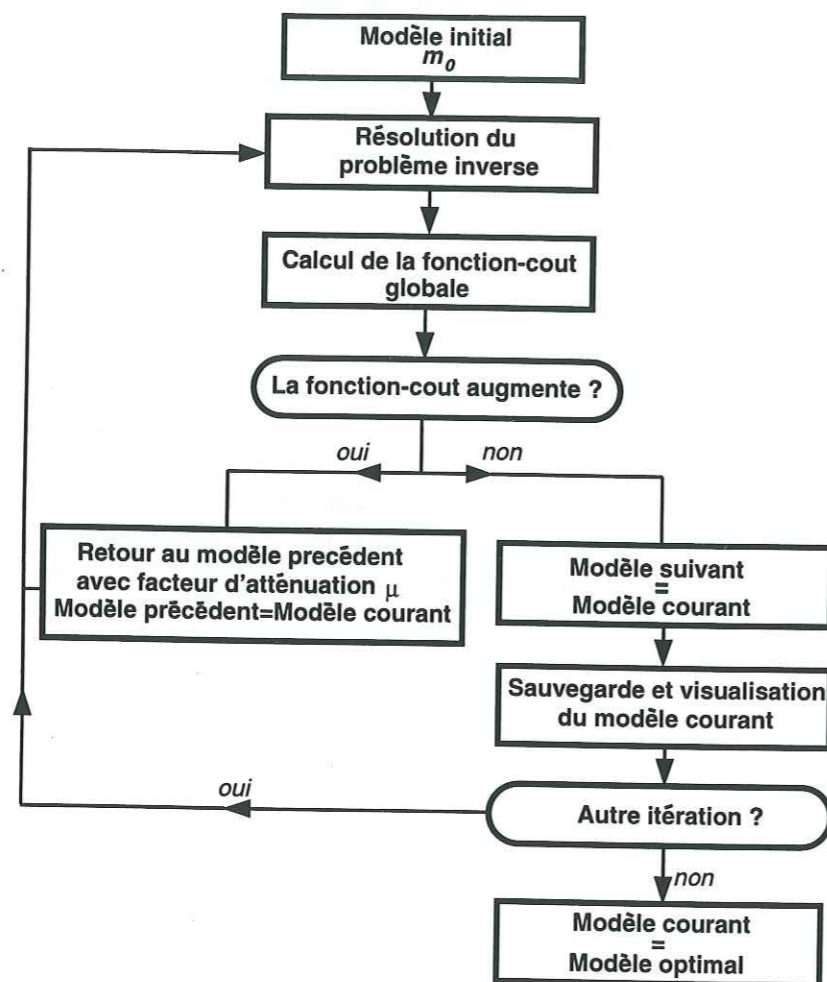 Modèle initial
m0
Résolution du
problème inverse
Calcul de la fonction-cout
globale
La fonction-cout augmente ?
oui
non
Retour au modèle precédent
avec facteur d'atténuation μ
Modèle précédent=Modèle courant
Modèle suivant
=
Modèle courant
Sauvegarde et visualisation
du modèle courant
oui
Autre itération ?
non
Modèle courant
=
Modèle optimal